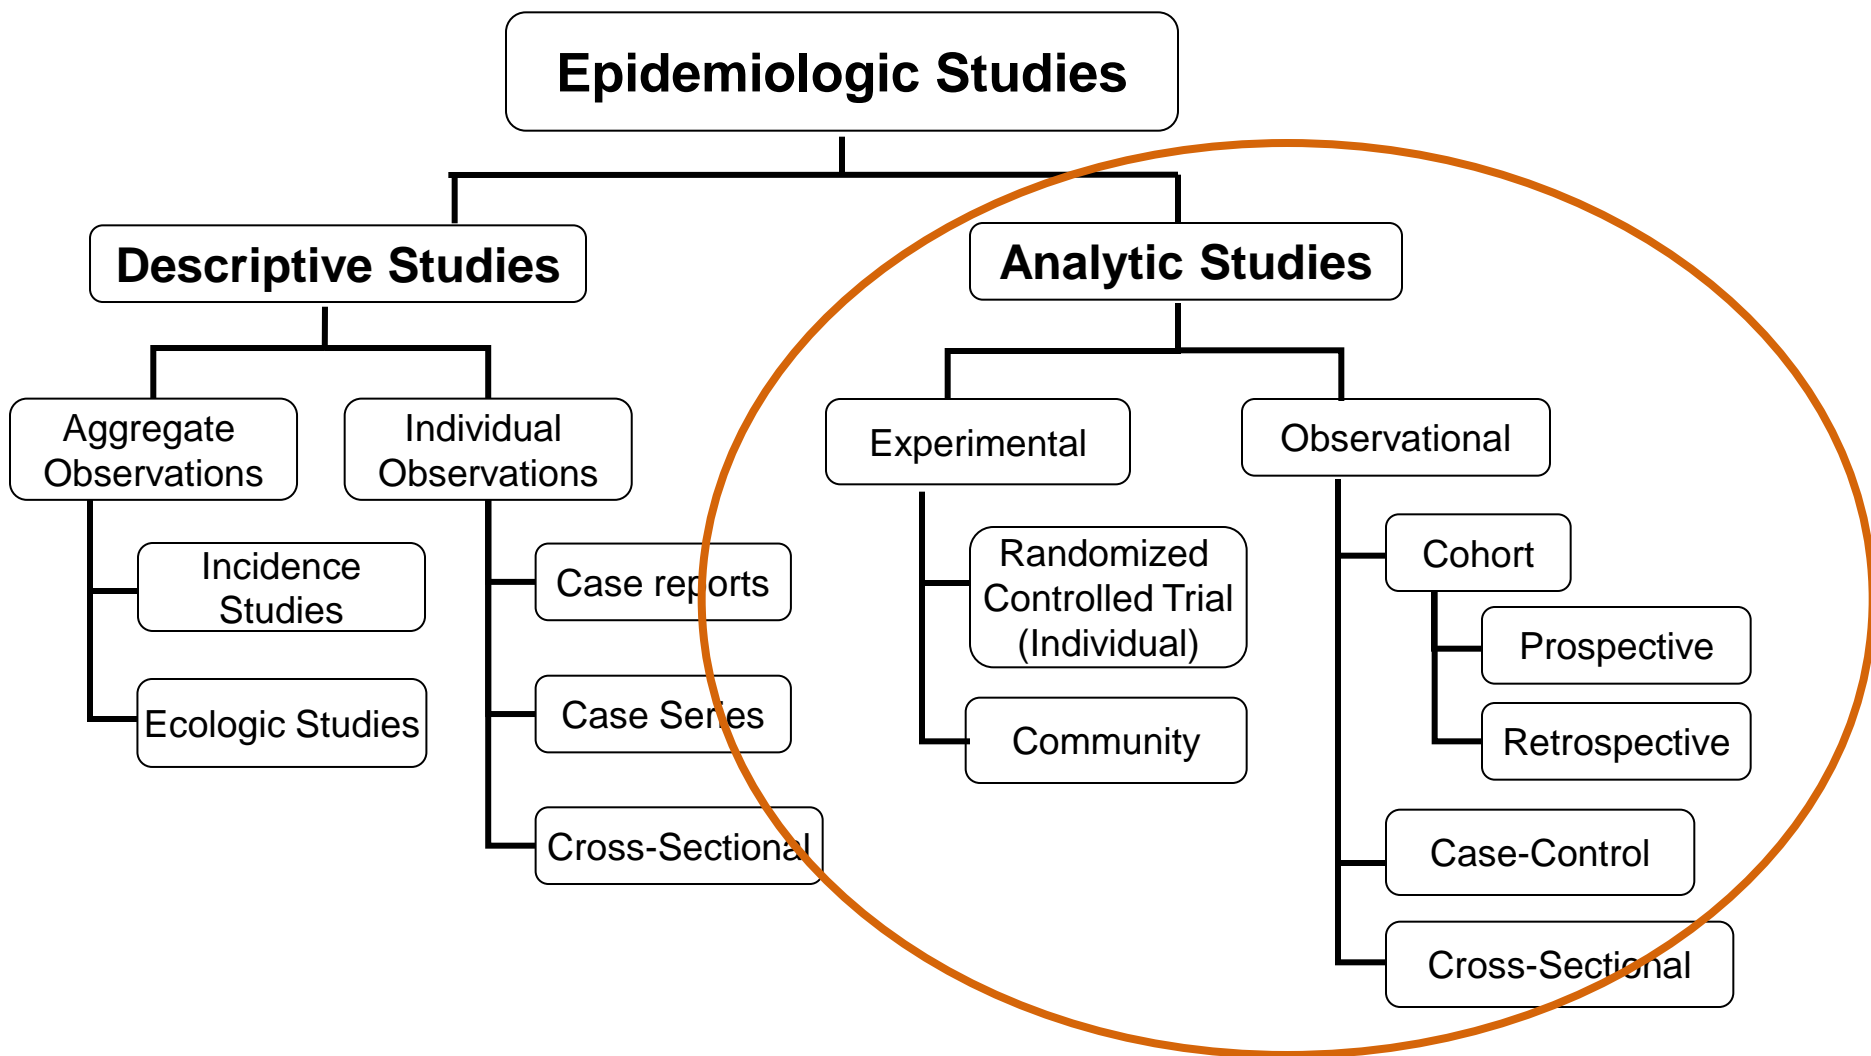 Epidemiologic Studies
Descriptive Studies
Analytic Studies
Aggregate
Observations
Individual
Observations
Experimental
Observational
Incidence
Studies
Ecologic Studies
Case reports
Case Series
Cross-Sectional
Randomized
Controlled Trial
(Individual)
Community
Cohort
Prospective
Retrospective
Case-Control
Cross-Sectional